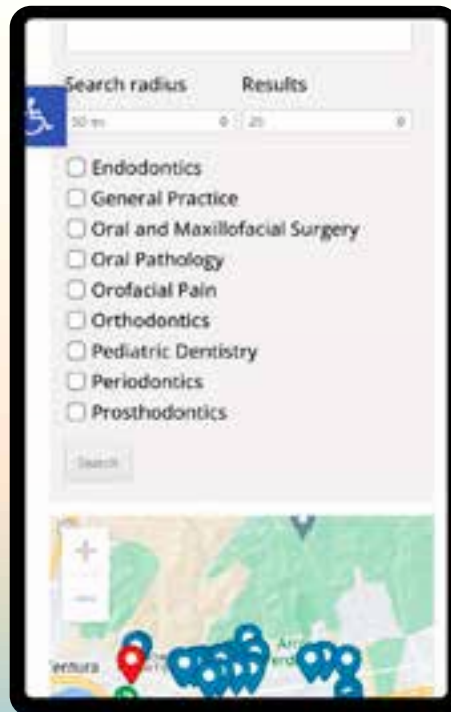 Search radius Results
50 mi 25
Endodontics
General Practice
Oral and Maxillofacial Surgery
Oral Pathology
Orofacial Pain
Orthodontics
Pediatric Dentistry
Periodontics
Prosthodontics
Search
+
entura